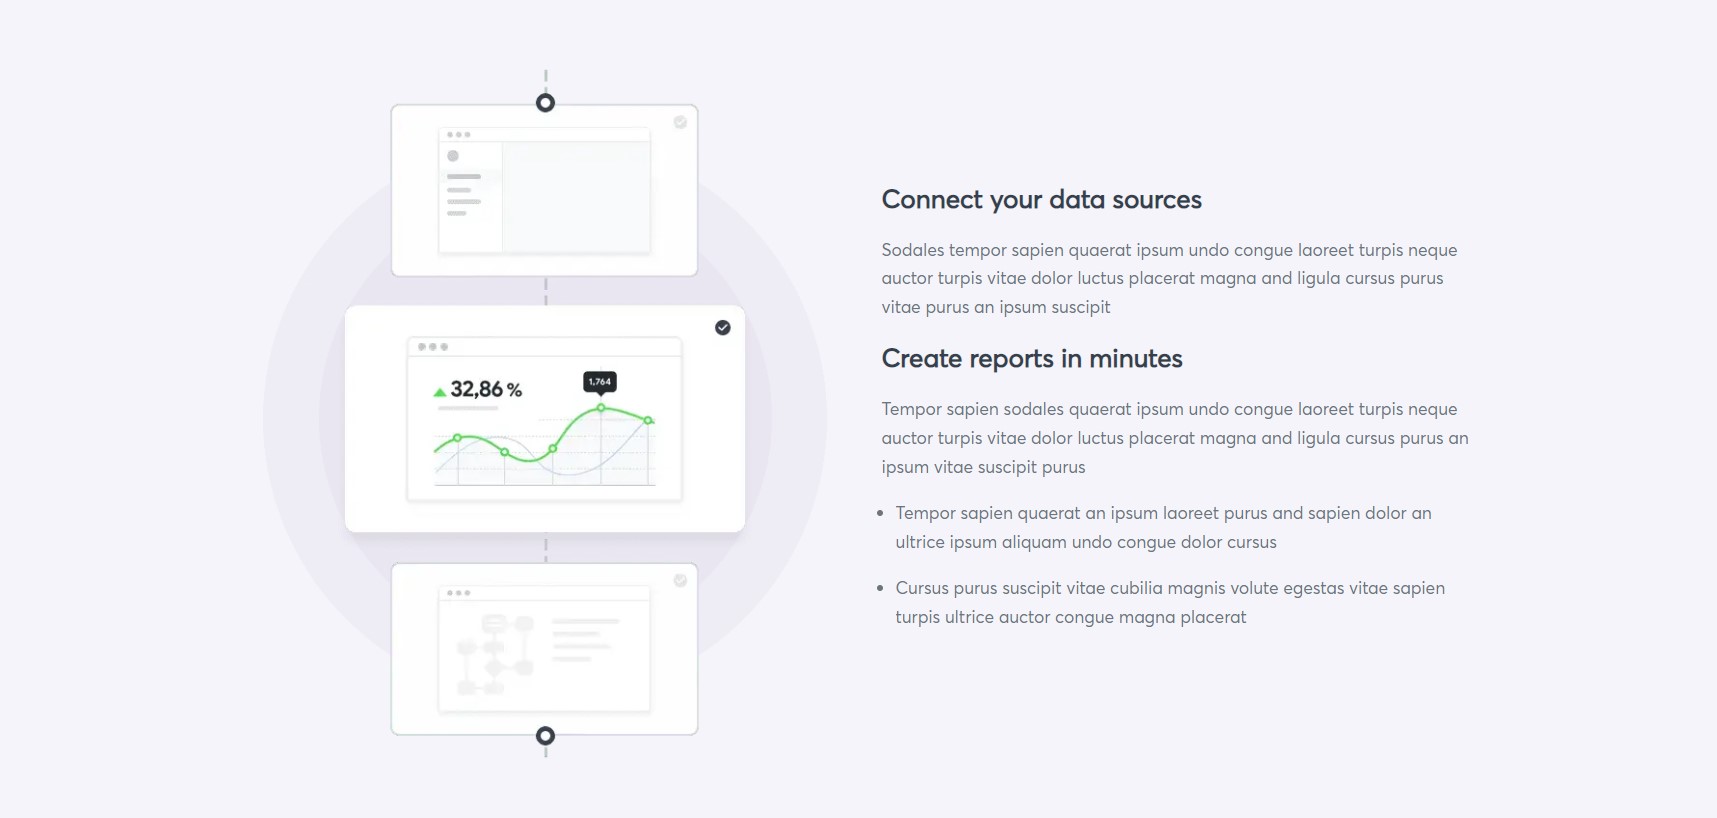 32,86 %
1,764
Connect your data sources
Sodales tempor sapien quaerat ipsum undo congue laoreet turpis neque
auctor turpis vitae dolor luctus placerat magna and ligula cursus purus
vitae purus an ipsum suscipit
Create reports in minutes
Tempor sapien sodales quaerat ipsum undo congue laoreet turpis neque
auctor turpis vitae dolor luctus placerat magna and ligula cursus purus an
ipsum vitae suscipit purus
• Tempor sapien quaerat an ipsum laoreet purus and sapien dolor an
ultrice ipsum aliquam undo congue dolor cursus
• Cursus purus suscipit vitae cubilia magnis volute egestas vitae sapien
turpis ultrice auctor congue magna placerat